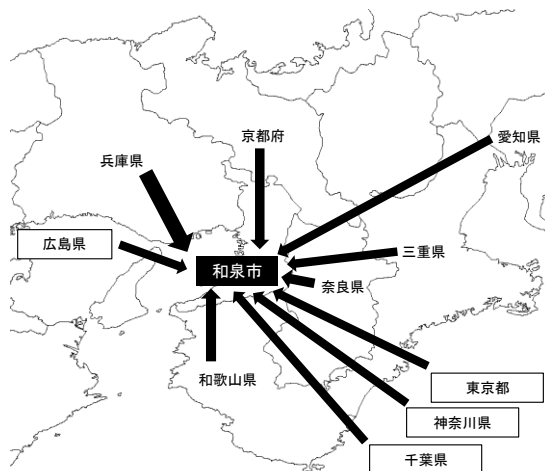 京都府
愛知県
兵庫県
広島県
三重県
和泉市
奈良県
和歌山県
東京都
神奈川県
千葉県